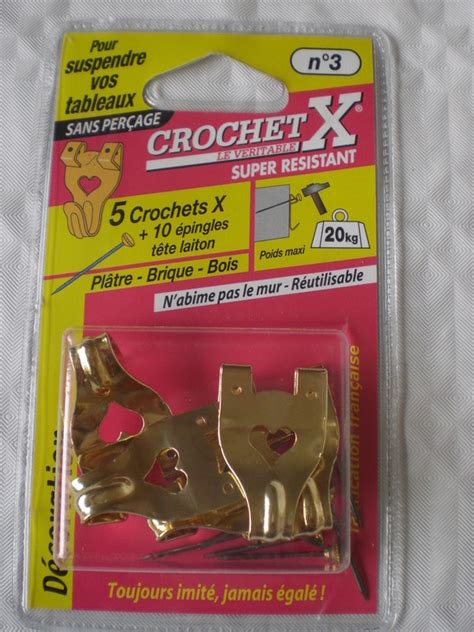 Pour
suspendre
vos
tableaux
SANS PERÇAGE
n°3
CROCHET X®
LE VERITABLE
SUPER RESISTANT
5 Crochets X
+ 10 épingles
tête laiton
Poids maxi
20kg
Plâtre - Brique - Bois
N'abime pas le mur - Réutilisable
Décoration
française
Toujours imité, jamais égalé !